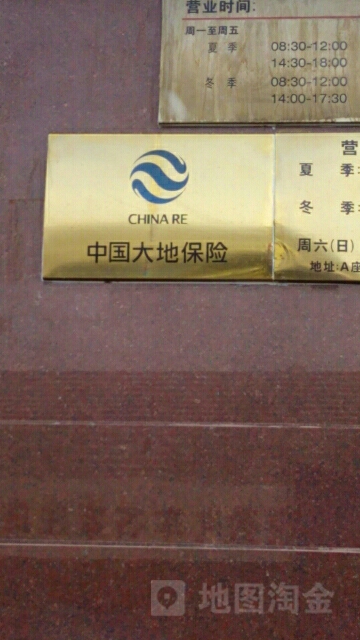 营业时间:
周一至周五
夏 季 08:30-12:00
14:30-18:00
冬 季 08:30-12:00
14:00-17:30
CHINA RE
中国大地保险
营
夏 季:
冬 季:
周六(日)
地址:A座
地图淘金